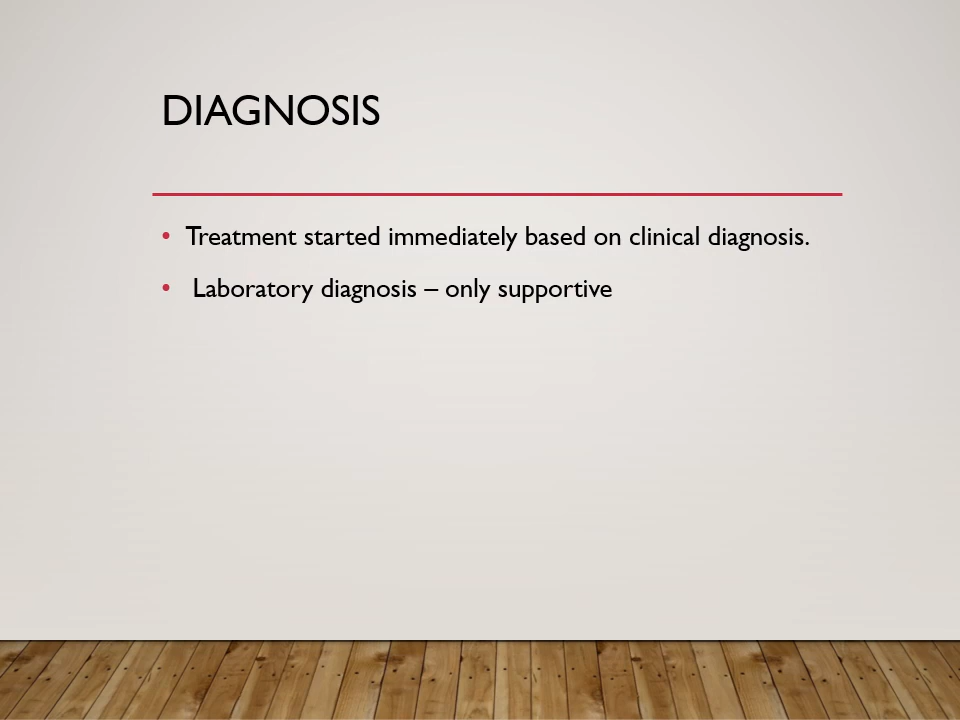 DIAGNOSIS
• Treatment started immediately based on clinical diagnosis.
• Laboratory diagnosis – only supportive